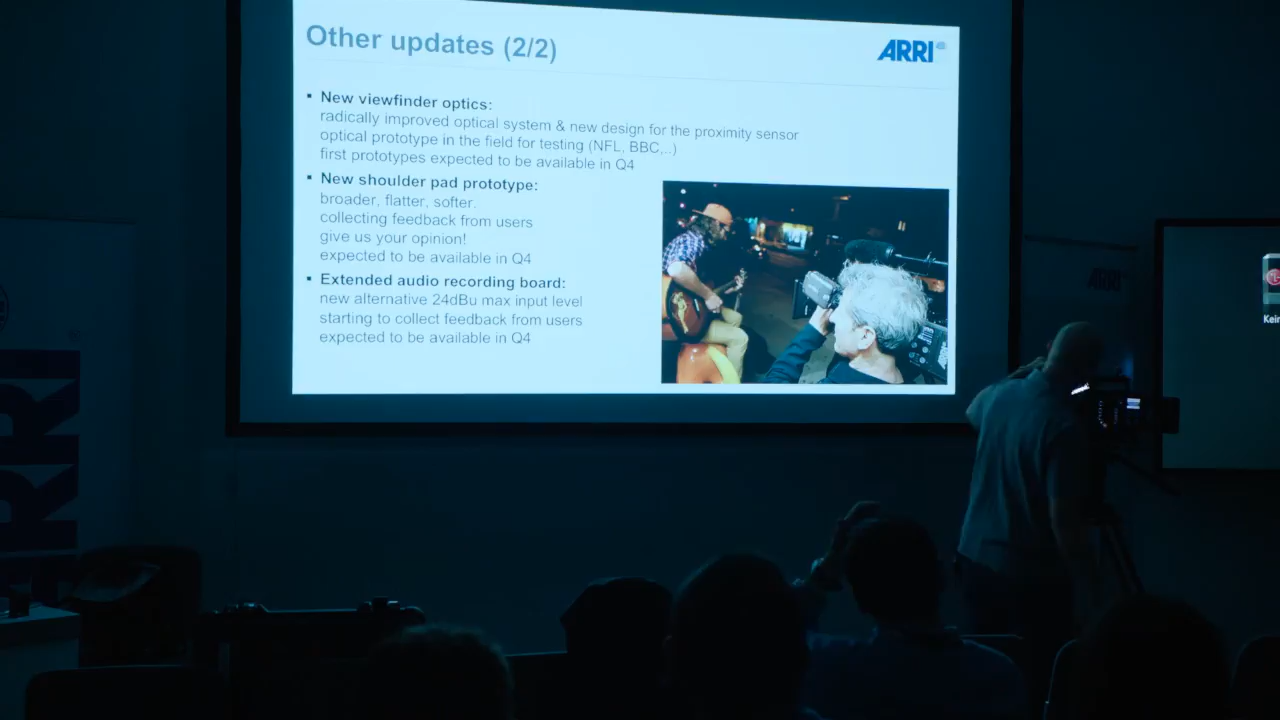 Other updates (2/2)
ARRI
▪ New viewfinder optics:
radically improved optical system & new design for the proximity sensor
optical prototype in the field for testing (NFL, BBC,..)
first prototypes expected to be available in Q4
▪ New shoulder pad prototype:
broader, flatter, softer.
collecting feedback from users
give us your opinion!
expected to be available in Q4
▪ Extended audio recording board:
new alternative 24dBu max input level
starting to collect feedback from users
expected to be available in Q4
ARRI
ARRI
Kein